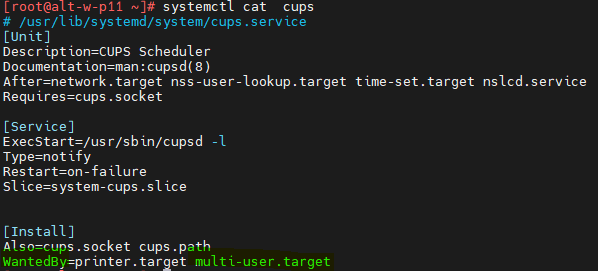 [root@alt-w-p11 ~]# systemctl cat  cups
# /usr/lib/systemd/system/cups.service
[Unit]
Description=CUPS Scheduler
Documentation=man:cupsd(8)
After=network.target nss-user-lookup.target time-set.target nslcd.service
Requires=cups.socket
[Service]
ExecStart=/usr/sbin/cupsd -l
Type=notify
Restart=on-failure
Slice=system-cups.slice
[Install]
Also=cups.socket cups.path
WantedBy=printer.target multi-user.target